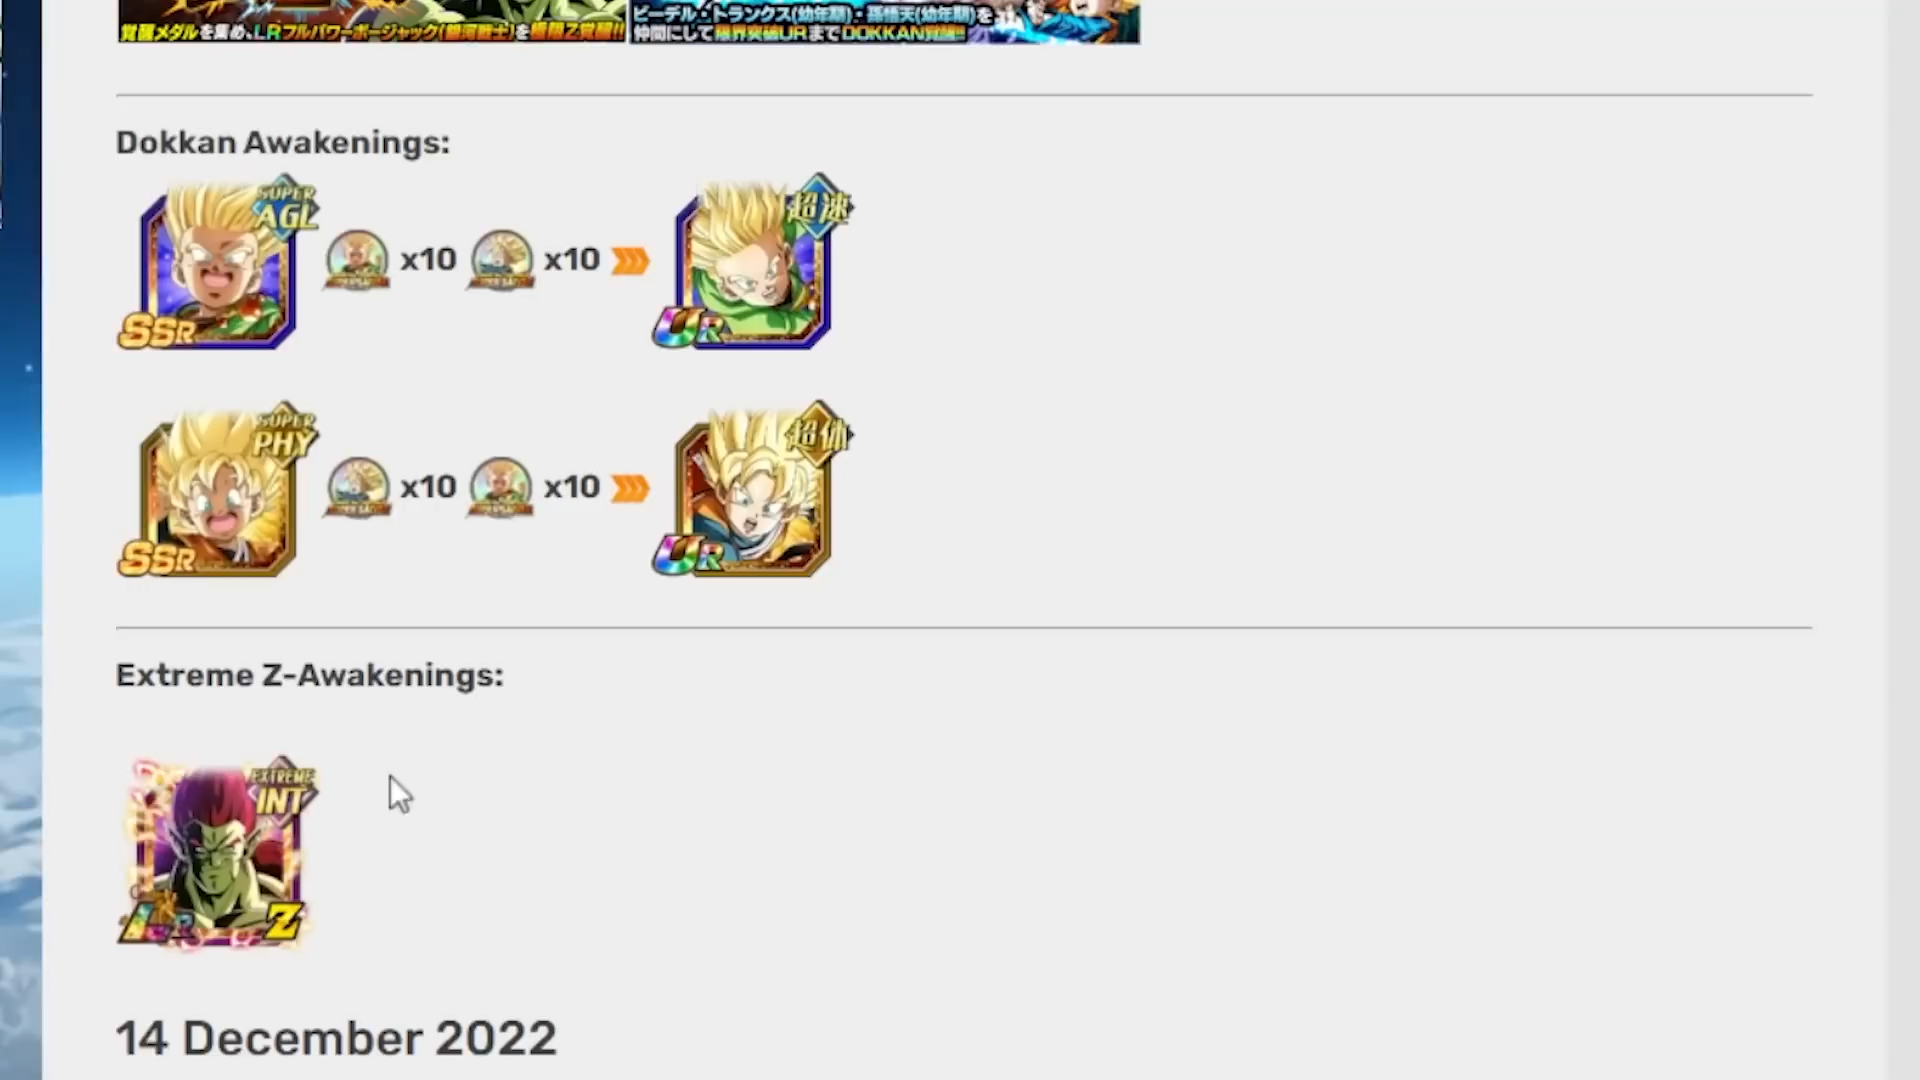 覚醒メダルを集め、LRフルパワーボージャック(銀河戦士)を極限Z覚醒!!
ビーデル・トランクス(幼年期)・孫悟天(幼年期)を
仲間にして限界突破URまでDOKKAN覚醒!!
Dokkan Awakenings:
SUPER AGL
SSR
x10
x10
超速
UR
SUPER PHY
SSR
x10
x10
超体
UR
Extreme Z-Awakenings:
EXTREME INT
LR
Z
14 December 2022